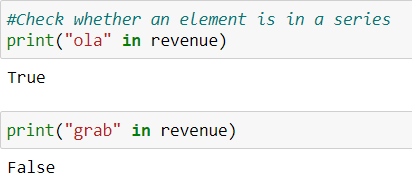 #Check whether an element is in a series
print("ola" in revenue)
True
print("grab" in revenue)
False